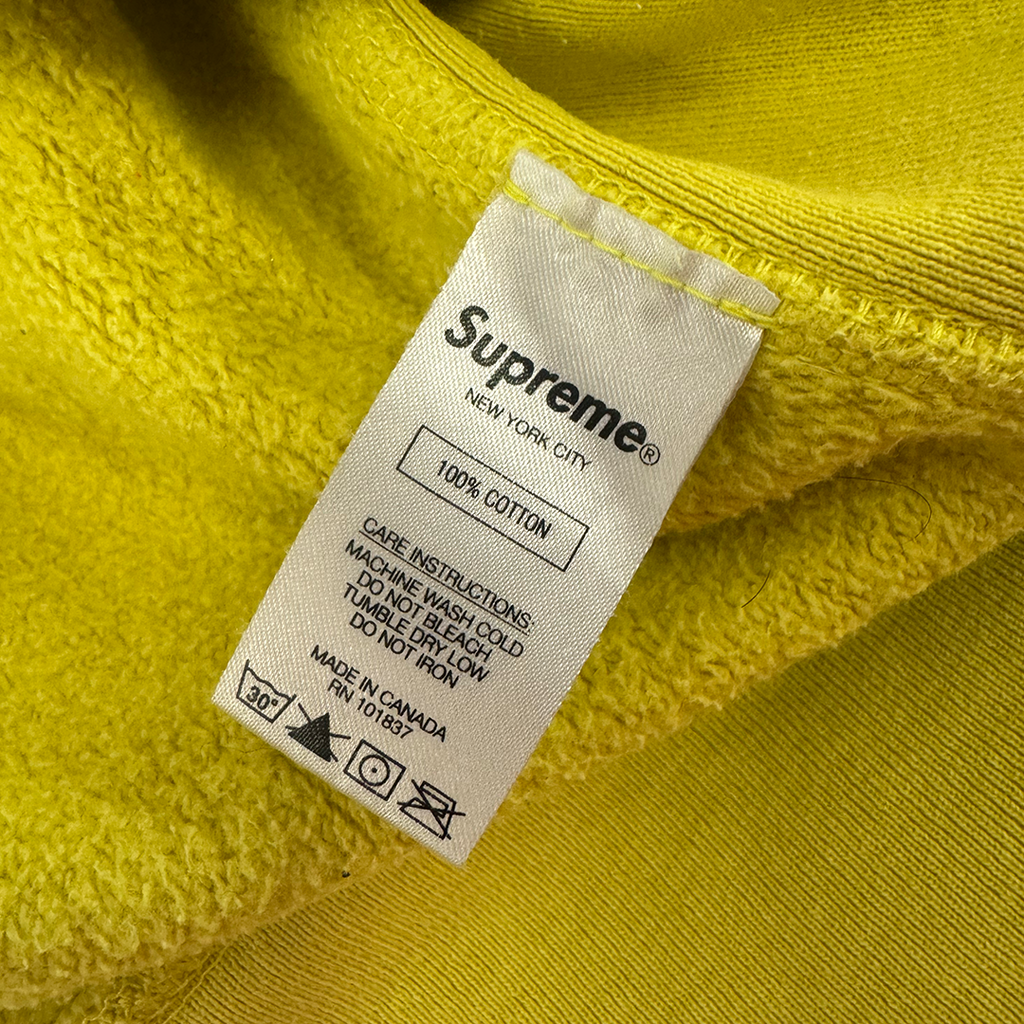 Supreme®
NEW YORK CITY
100% COTTON
CARE INSTRUCTIONS:
MACHINE WASH COLD
DO NOT BLEACH
TUMBLE DRY LOW
DO NOT IRON
MADE IN CANADA
RN 101837
30°